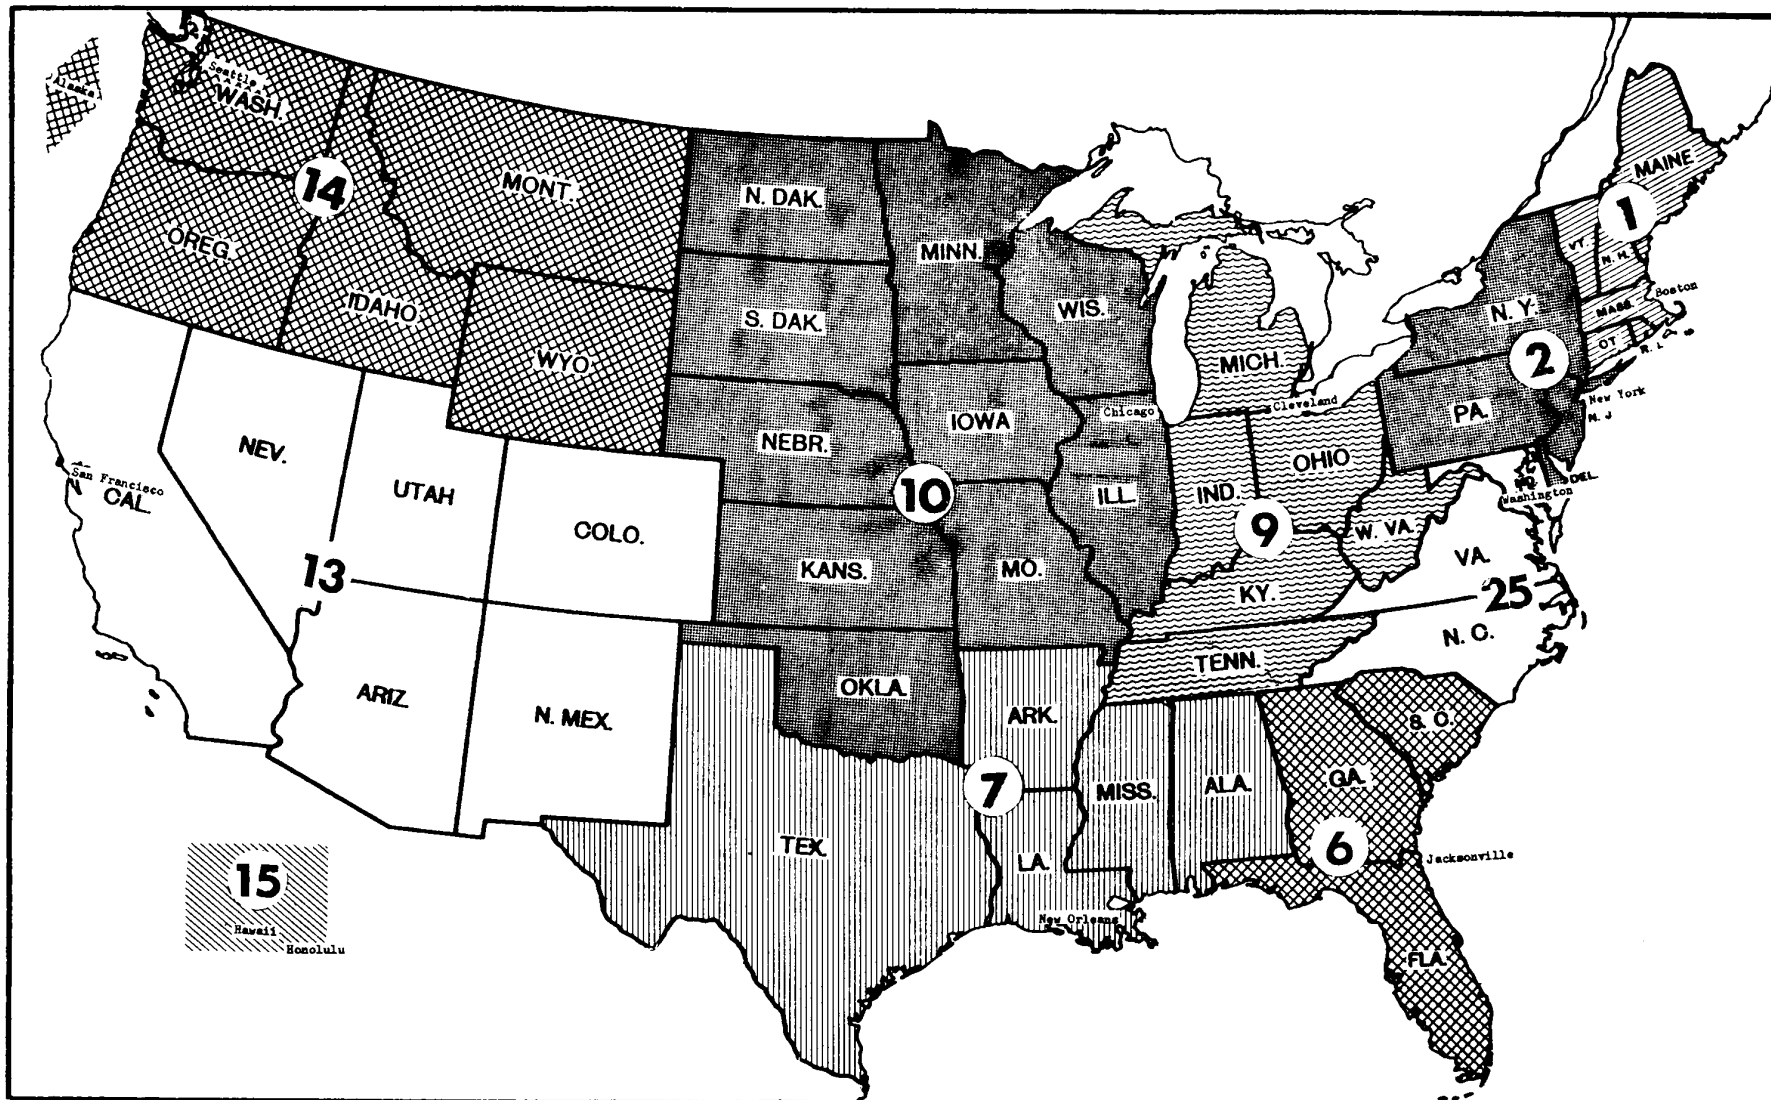 Alaska
Seattle
WASH.
14
MONT.
OREG.
IDAHO
WYO.
N. DAK.
S. DAK.
MINN.
WIS.
MICH.
MAINE
1
VT.
N. H.
MASS.
Boston
CT
R. I.
N. Y.
2
New York
N. J
PA.
Cleveland
Chicago
NEBR.
IOWA
ILL.
IND.
OHIO
DEL.
MD.
Washington
10
9
W. VA.
VA.
25
N. C.
KY.
TENN.
San Francisco
CAL.
NEV.
UTAH
COLO.
KANS.
MO.
13
ARIZ.
N. MEX.
OKLA.
ARK.
S. C.
7
MISS.
ALA.
GA.
TEX.
LA.
6
Jacksonville
New Orleans
FLA.
15
Hawaii
Honolulu